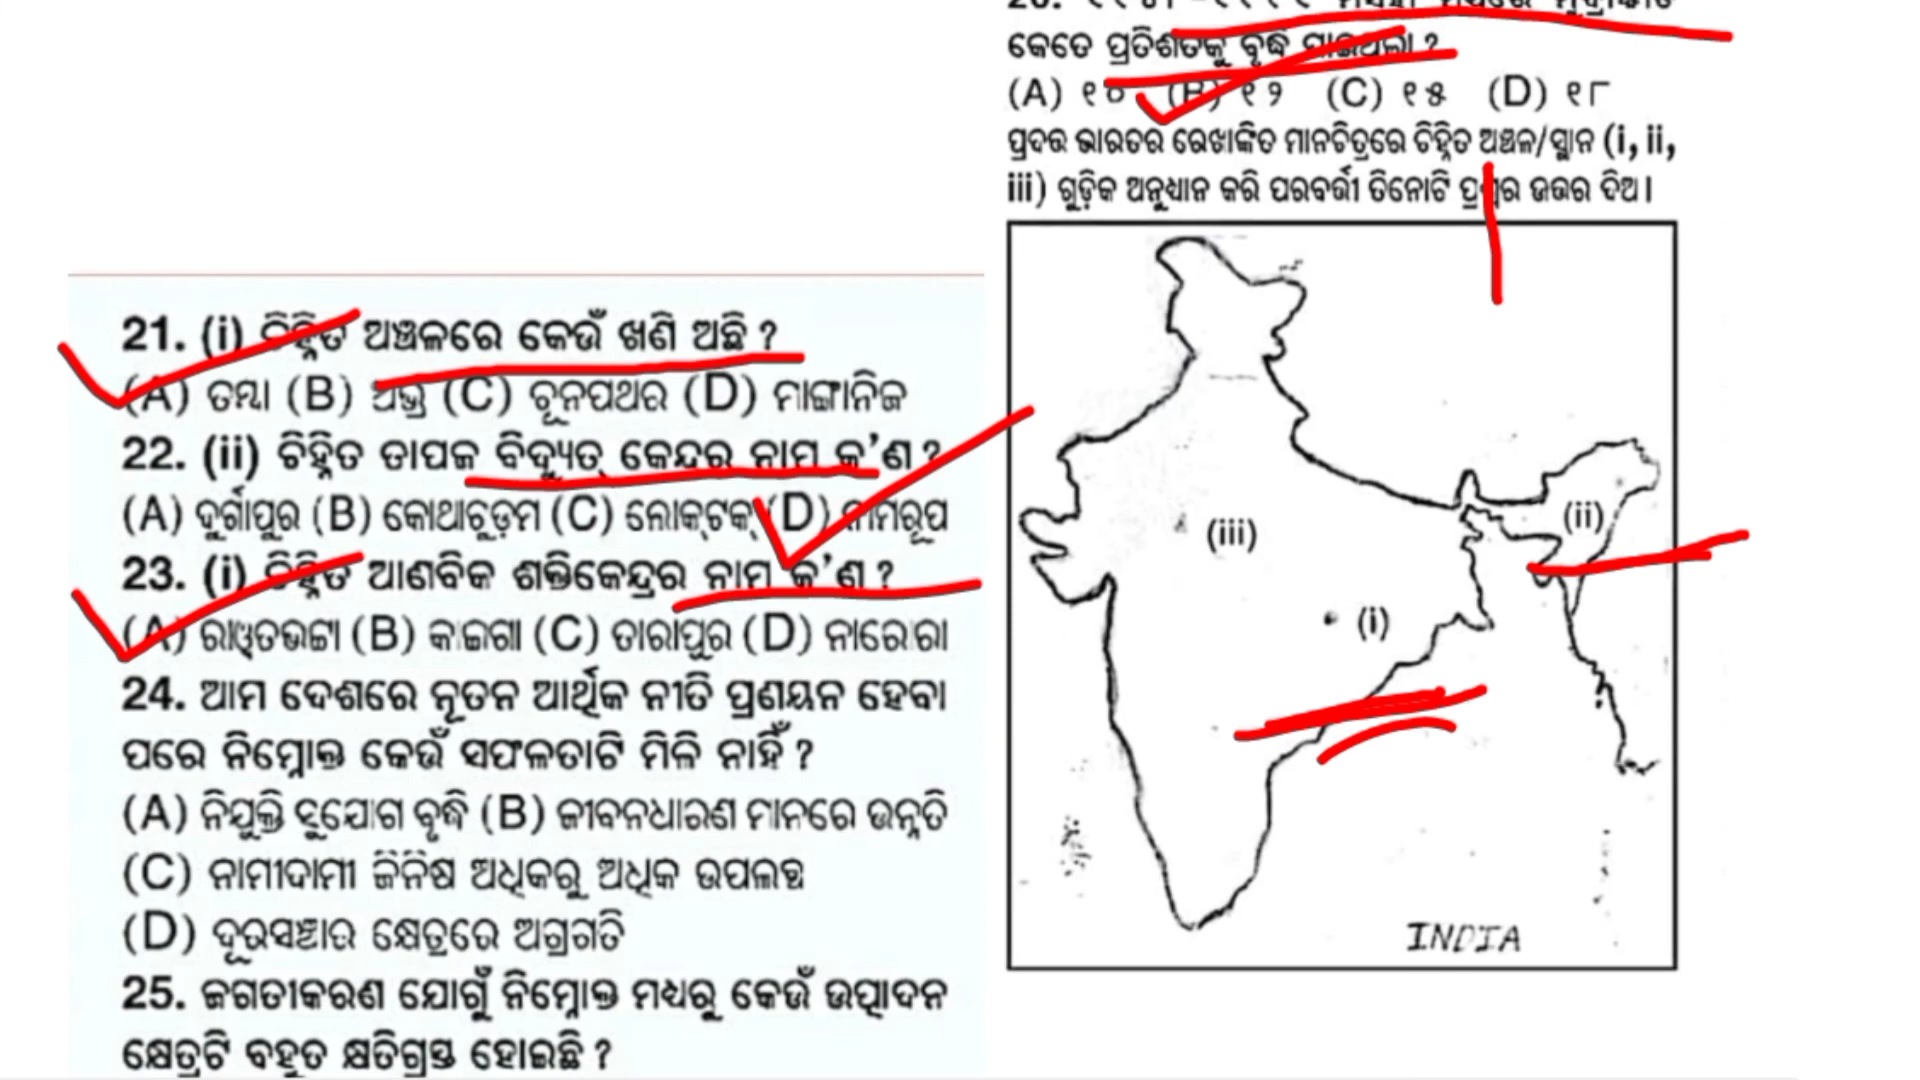 କେତେ ପ୍ରତିଶତକୁ ବୃଦ୍ଧି ପାଇଥିଲା ?
(A) ୧୦ (B) ୧୨ (C) ୧୫ (D) ୧୮
ପ୍ରଦତ୍ତ ଭାରତର ରେଖାଙ୍କିତ ମାନଚିତ୍ରରେ ଚିହ୍ନିତ ଅଞ୍ଚଳ/ସ୍ଥାନ (i, ii,
iii) ଗୁଡ଼ିକ ଅନୁଧ୍ୟାନ କରି ପରବର୍ତ୍ତୀ ତିନୋଟି ପ୍ରଶ୍ନର ଉତ୍ତର ଦିଅ।
(ii)
(iii)
(i)
INDIA
21. (i) ଚିହ୍ନିତ ଅଞ୍ଚଳରେ କେଉଁ ଖଣି ଅଛି ?
(A) ତମ୍ବା (B) ଅଭ୍ର (C) ଚୂନପଥର (D) ମାଙ୍ଗାନିଜ
22. (ii) ଚିହ୍ନିତ ତାପଜ ବିଦ୍ୟୁତ୍ କେନ୍ଦ୍ରର ନାମ କ'ଣ ?
(A) ଦୁର୍ଗାପୁର (B) କୋଥାଗୁଡ଼ମ (C) ଲୋକ୍‌ଟକ୍ (D) ନାମରୂପ
23. (i) ଚିହ୍ନିତ ଆଣବିକ ଶକ୍ତିକେନ୍ଦ୍ରର ନାମ କ'ଣ ?
(A) ରାଓ୍ବତଭଟ୍ଟା (B) କାଇଗା (C) ତାରାପୁର (D) ନାରୋରା
24. ଆମ ଦେଶରେ ନୂତନ ଆର୍ଥିକ ନୀତି ପ୍ରଣୟନ ହେବା
ପରେ ନିମ୍ନୋକ୍ତ କେଉଁ ସଫଳତାଟି ମିଳି ନାହିଁ ?
(A) ନିଯୁକ୍ତି ସୁଯୋଗ ବୃଦ୍ଧି (B) ଜୀବନଧାରଣ ମାନରେ ଉନ୍ନତି
(C) ନାମୀଦାମୀ ଜିନିଷ ଅଧିକରୁ ଅଧିକ ଉପଲବ୍ଧ
(D) ଦୂରସଞ୍ଚାର କ୍ଷେତ୍ରରେ ଅଗ୍ରଗତି
25. ଜଗତୀକରଣ ଯୋଗୁଁ ନିମ୍ନୋକ୍ତ ମଧ୍ୟରୁ କେଉଁ ଉତ୍ପାଦନ
କ୍ଷେତ୍ରଟି ବହୁତ କ୍ଷତିଗ୍ରସ୍ତ ହୋଇଛି ?